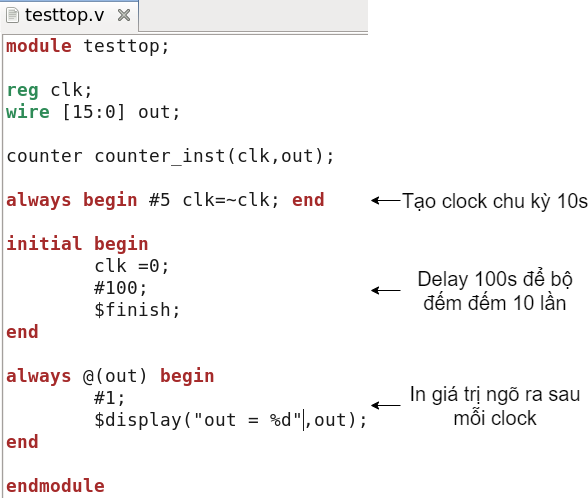 testtop.v
module testtop;
reg clk;
wire [15:0] out;
counter counter_inst(clk,out);
always begin #5 clk=~clk; end
Tạo clock chu kỳ 10s
initial begin
clk =0;
#100;
$finish;
end
Delay 100s để bộ
đếm đếm 10 lần
always @(out) begin
#1;
$display("out = %d",out);
end
In giá trị ngõ ra sau
mỗi clock
endmodule